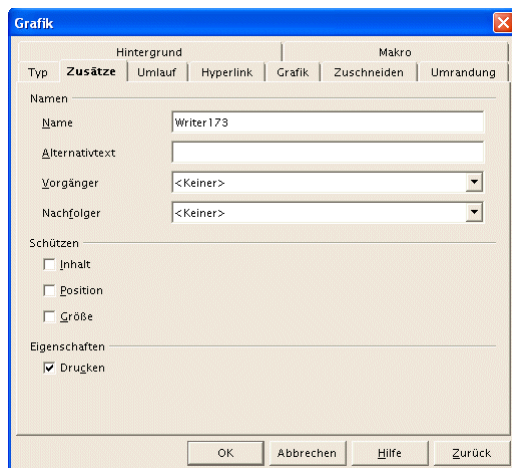 Grafik
Hintergrund Makro
Typ Zusätze Umlauf Hyperlink Grafik Zuschneiden Umrandung
Namen
Name Writer173
Alternativtext
Vorgänger <Keiner>
Nachfolger <Keiner>
Schützen
Inhalt
Position
Größe
Eigenschaften
Drucken
OK Abbrechen Hilfe Zurück